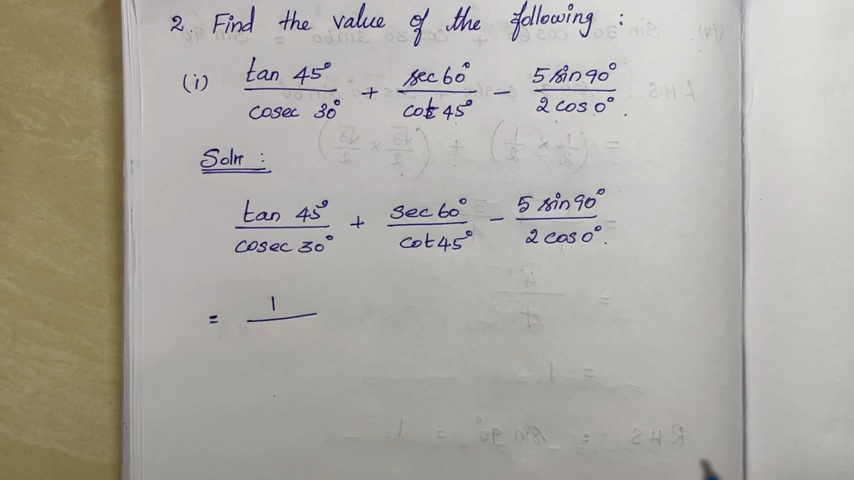 2. Find the value of the following :
(i) tan 45° / cosec 30° + sec 60° / cot 45° - 5 sin 90° / 2 cos 0°.
Soln :
tan 45° / cosec 30° + sec 60° / cot 45° - 5 sin 90° / 2 cos 0°.
= 1